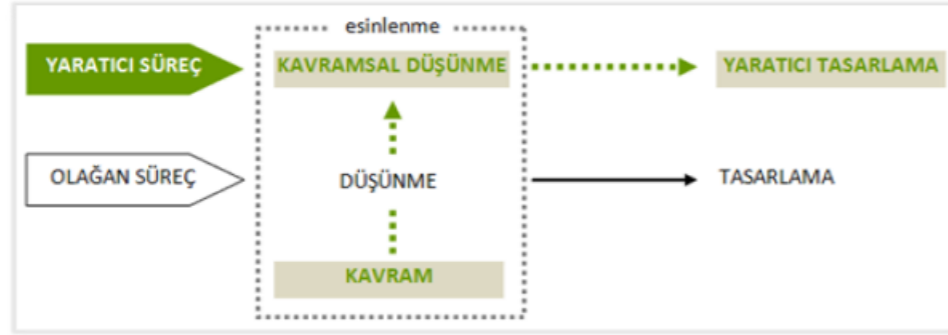 esinlenme
YARATICI SÜREÇ
KAVRAMSAL DÜŞÜNME
YARATICI TASARLAMA
OLAĞAN SÜREÇ
DÜŞÜNME
TASARLAMA
KAVRAM